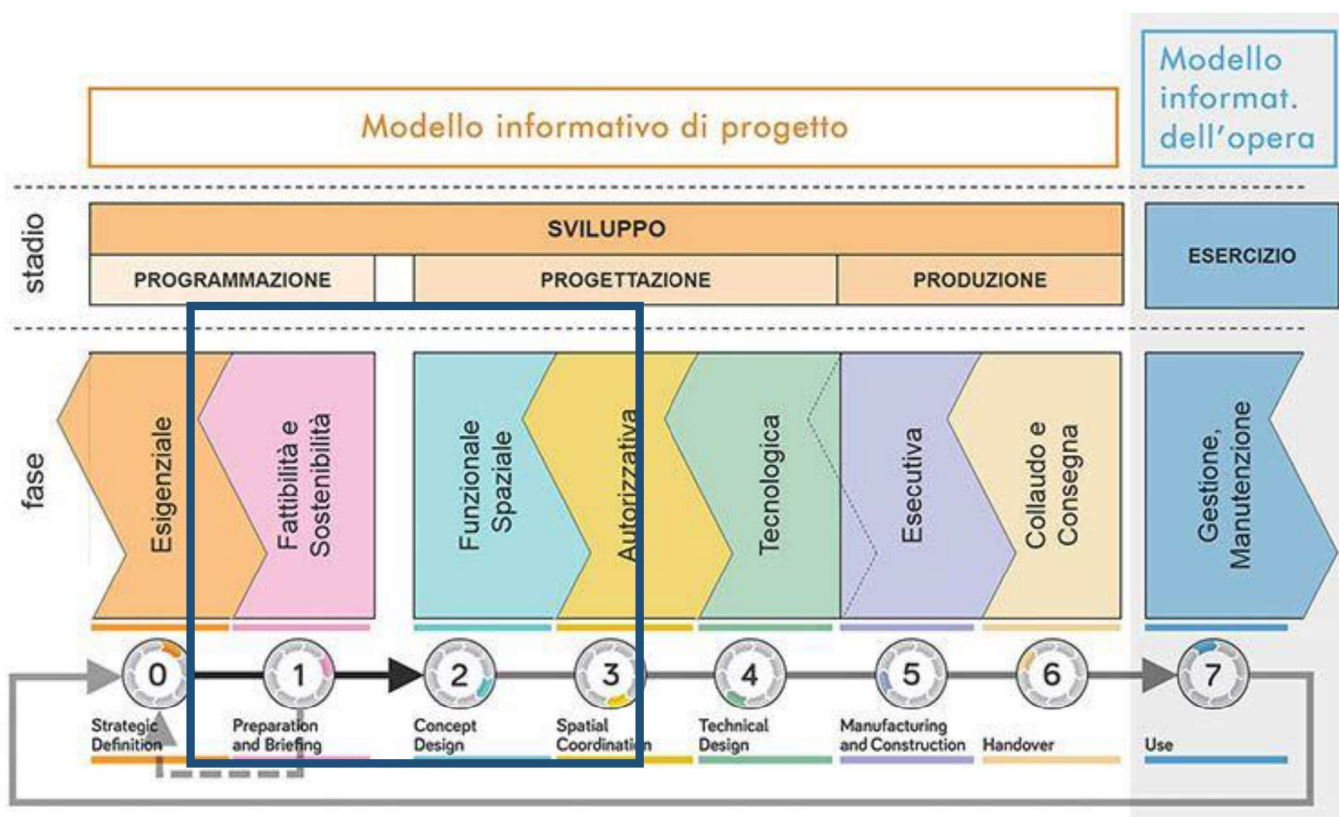 Modello informativo di progetto
Modello
informat.
dell'opera
stadio
SVILUPPO
PROGRAMMAZIONE
PROGETTAZIONE
PRODUZIONE
ESERCIZIO
fase
Esigenziale
Fattibilità e
Sostenibilità
Funzionale
Spaziale
Autorizzativa
Tecnologica
Esecutiva
Collaudo e
Consegna
Gestione,
Manutenzione
0
1
2
3
4
5
6
7
Strategic
Definition
Preparation
and Briefing
Concept
Design
Spatial
Coordination
Technical
Design
Manufacturing
and Construction
Handover
Use